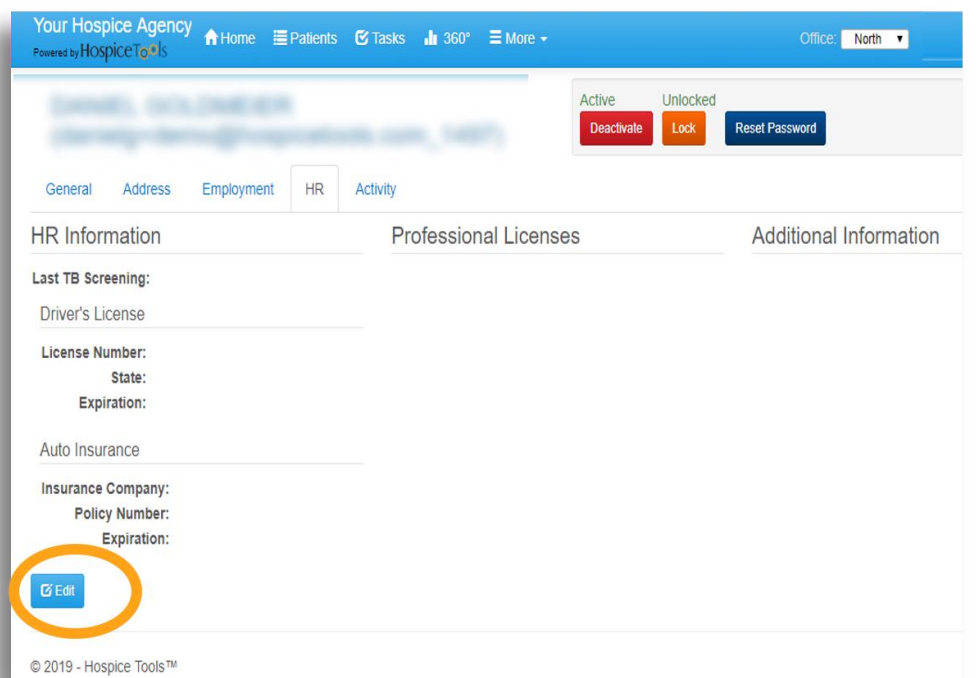 Your Hospice Agency
Powered by HospiceTools
Home Patients Tasks 360° More
Office: North
Active Unlocked
Deactivate Lock Reset Password
General Address Employment HR Activity
HR Information Professional Licenses Additional Information
Last TB Screening:
Driver's License
License Number:
State:
Expiration:
Auto Insurance
Insurance Company:
Policy Number:
Expiration:
Edit
© 2019 - Hospice Tools™